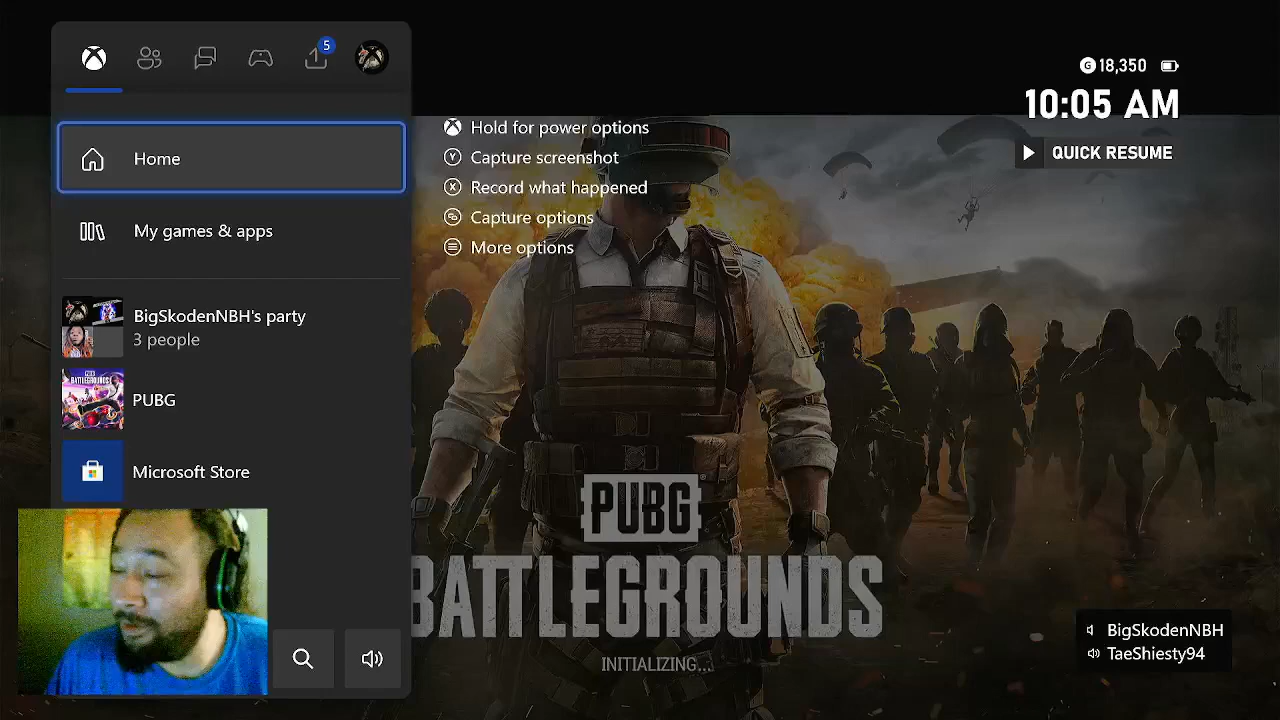 5
Home
My games & apps
BigSkodenNBH's party
3 people
PUBG
Microsoft Store
Hold for power options
Y Capture screenshot
X Record what happened
Capture options
More options
G 18,350
10:05 AM
QUICK RESUME
PUBG
BATTLEGROUNDS
INITIALIZING...
BigSkodenNBH
TaeShiesty94